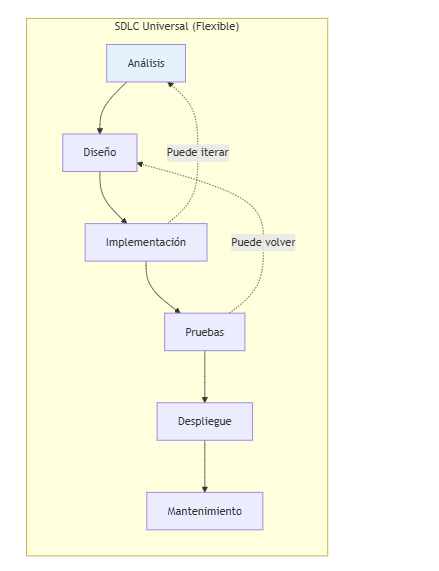 SDLC Universal (Flexible)
Análisis
Diseño
Puede iterar
Implementación
Puede volver
Pruebas
Despliegue
Mantenimiento